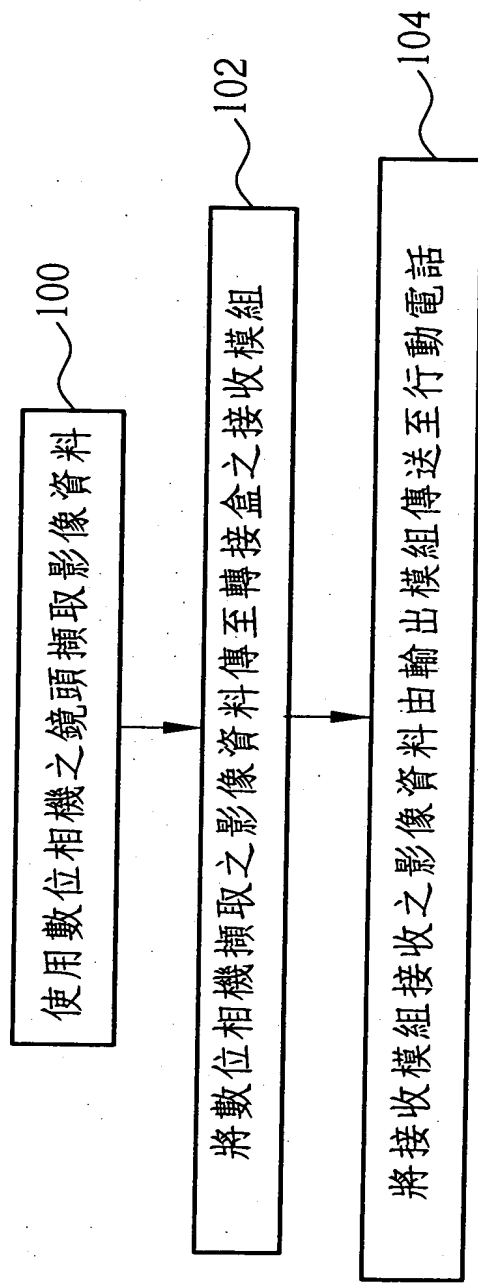 使用數位相機之鏡頭擷取影像資料
100
將數位相機擷取之影像資料傳至轉接盒之接收模組
102
將接收模組接收之影像資料由輸出模組傳送至行動電話
104